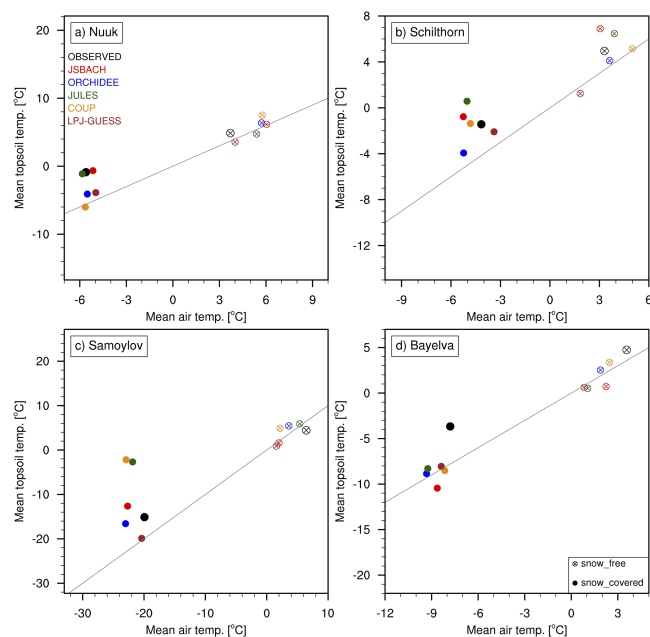 a) Nuuk
OBSERVED
JSBACH
ORCHIDEE
JULES
COUP
LPJ-GUESS
20
10
0
-10
-6
-3
0
3
6
9
Mean topsoil temp. [°C]
Mean air temp. [°C]
b) Schilthorn
8
4
0
-4
-8
-12
-9
-6
-3
0
3
6
Mean topsoil temp. [°C]
Mean air temp. [°C]
c) Samoylov
20
10
0
-10
-20
-30
-30
-20
-10
0
10
Mean topsoil temp. [°C]
Mean air temp. [°C]
d) Bayelva
5
0
-5
-10
-15
-20
-12
-9
-6
-3
0
3
Mean topsoil temp. [°C]
Mean air temp. [°C]
snow_free
snow_covered